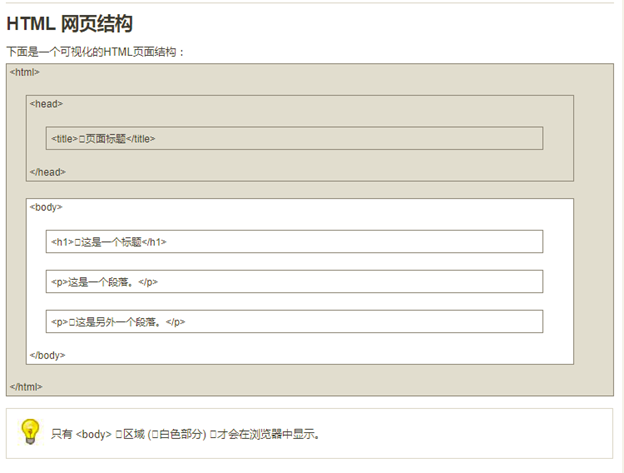 HTML 网页结构
下面是一个可视化的HTML页面结构：
<html>
<head>
<title>页面标题</title>
</head>
<body>
<h1>这是一个标题</h1>
<p>这是一个段落。</p>
<p>这是另外一个段落。</p>
</body>
</html>
只有 <body> 区域 (白色部分) 才会在浏览器中显示。